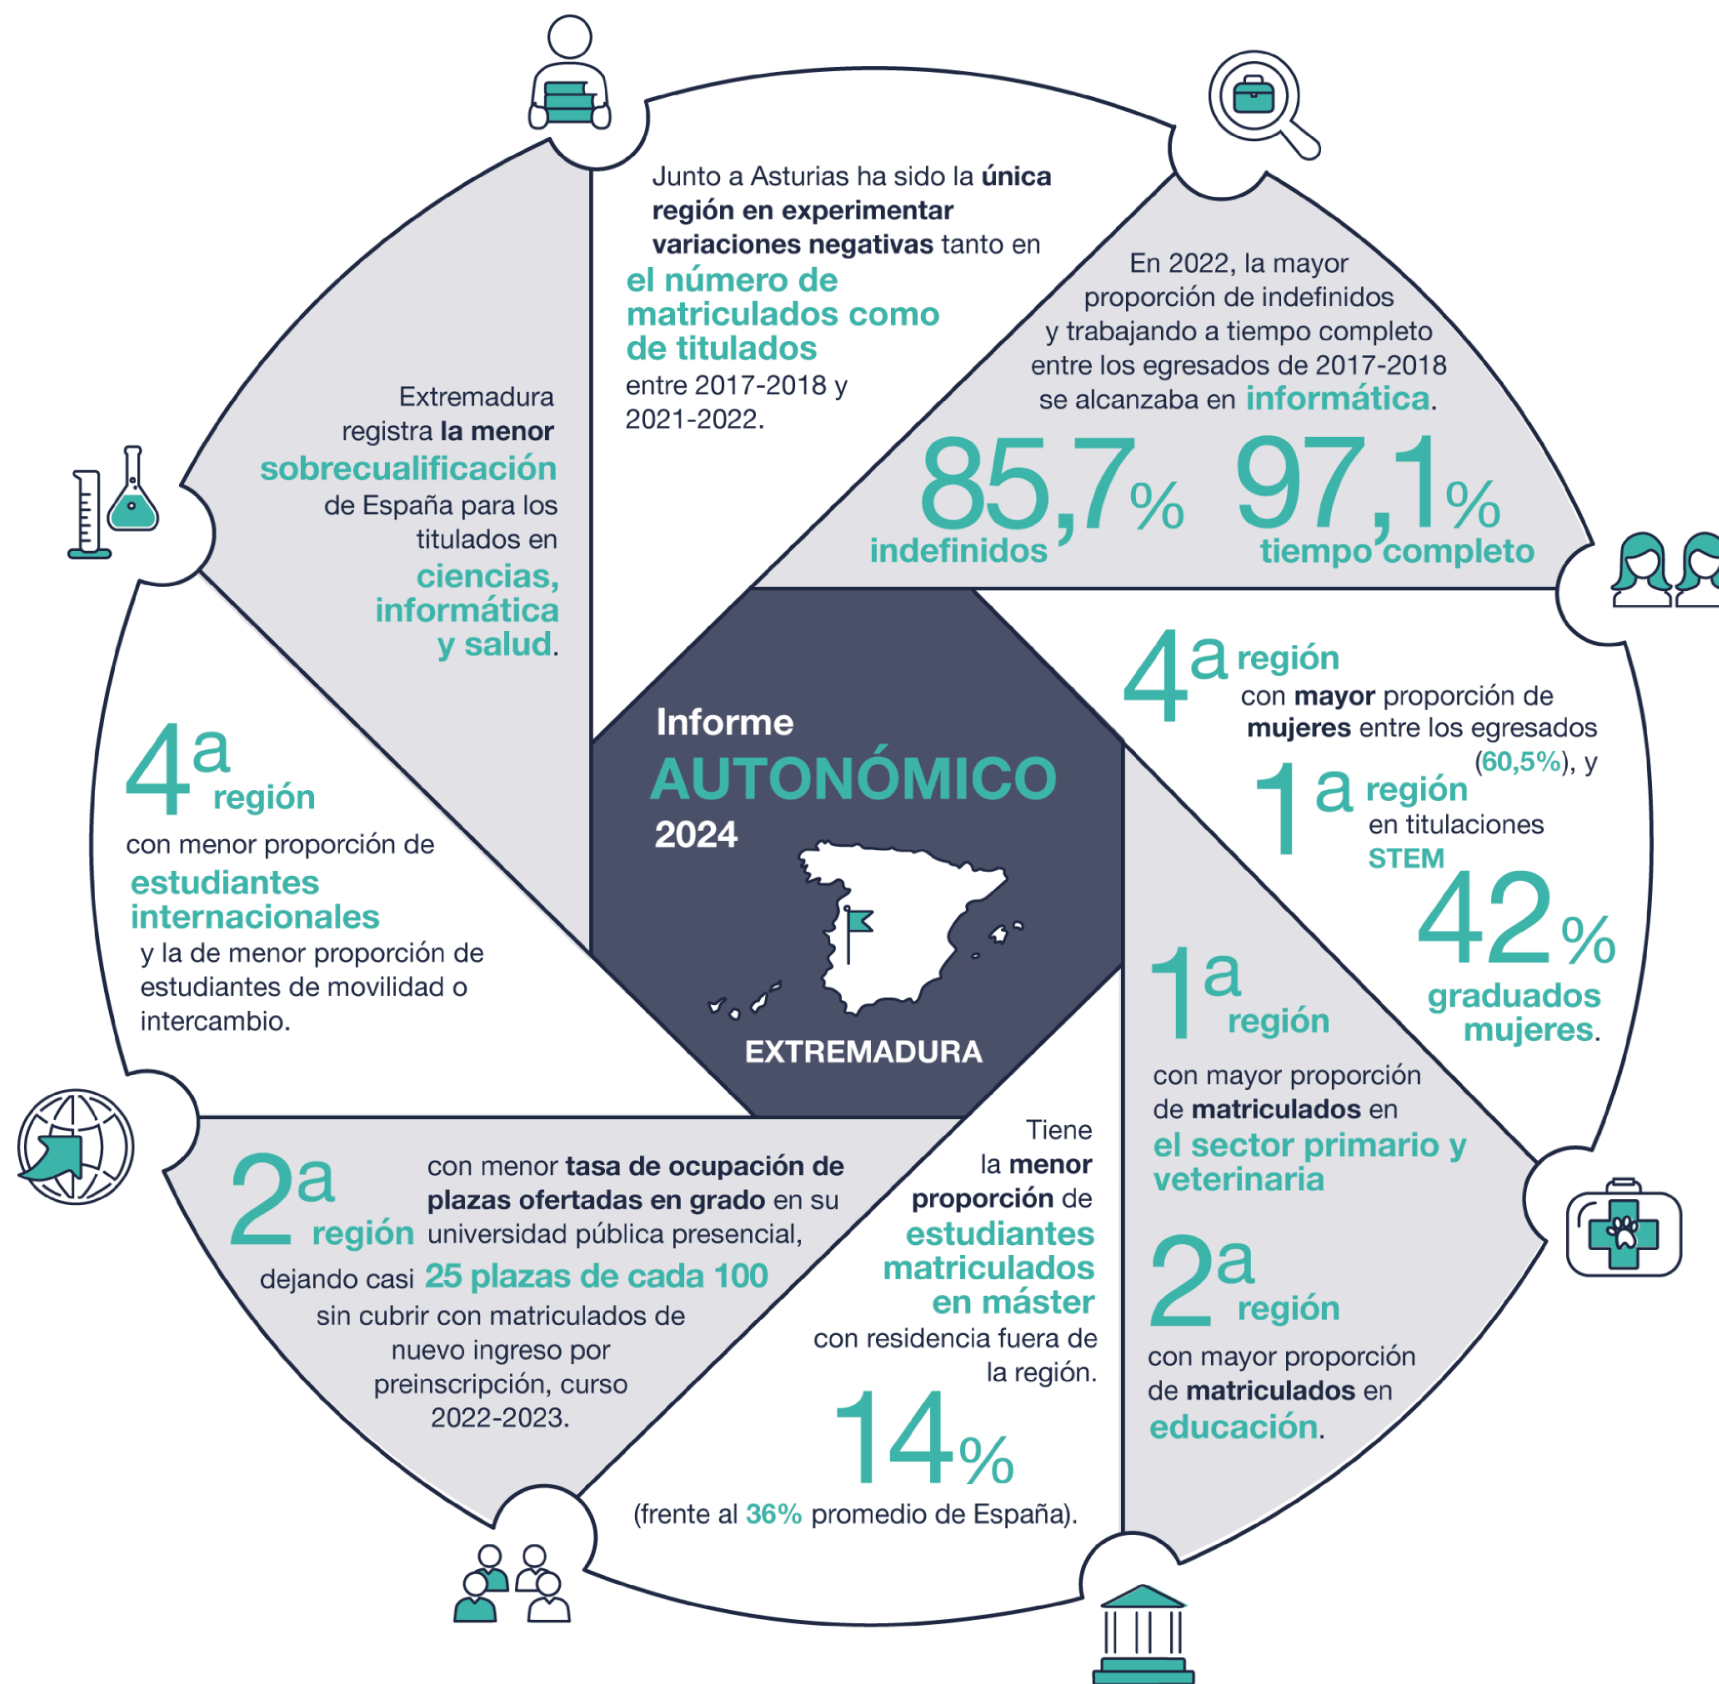 Informe
AUTONÓMICO
2024
EXTREMADURA
Junto a Asturias ha sido la única
región en experimentar
variaciones negativas tanto en
el número de
matriculados como
de titulados
entre 2017-2018 y
2021-2022.
En 2022, la mayor
proporción de indefinidos
y trabajando a tiempo completo
entre los egresados de 2017-2018
se alcanzaba en informática.
85,7% 97,1%
indefinidos tiempo completo
4a región
con mayor proporción de
mujeres entre los egresados
(60,5%), y
1a región
en titulaciones
STEM
42%
graduados
mujeres.
1a
región
con mayor proporción
de matriculados en
el sector primario y
veterinaria
2a
región
con mayor proporción
de matriculados en
educación.
Tiene
la menor
proporción de
estudiantes
matriculados
en máster
con residencia fuera de
la región.
14%
(frente al 36% promedio de España).
2a
región
con menor tasa de ocupación de
plazas ofertadas en grado en su
universidad pública presencial,
dejando casi 25 plazas de cada 100
sin cubrir con matriculados de
nuevo ingreso por
preinscripción, curso
2022-2023.
4a
región
con menor proporción de
estudiantes
internacionales
y la de menor proporción de
estudiantes de movilidad o
intercambio.
Extremadura
registra la menor
sobrecualificación
de España para los
titulados en
ciencias,
informática
y salud.